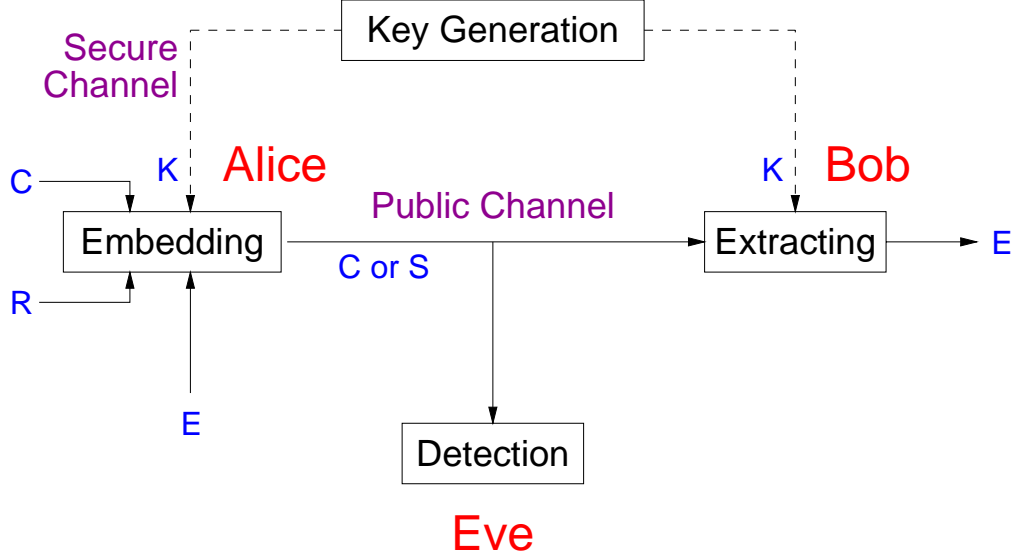 Key Generation
Secure
Channel
K
Alice
K
Bob
C
Public Channel
Embedding
Extracting
E
C or S
R
E
Detection
Eve